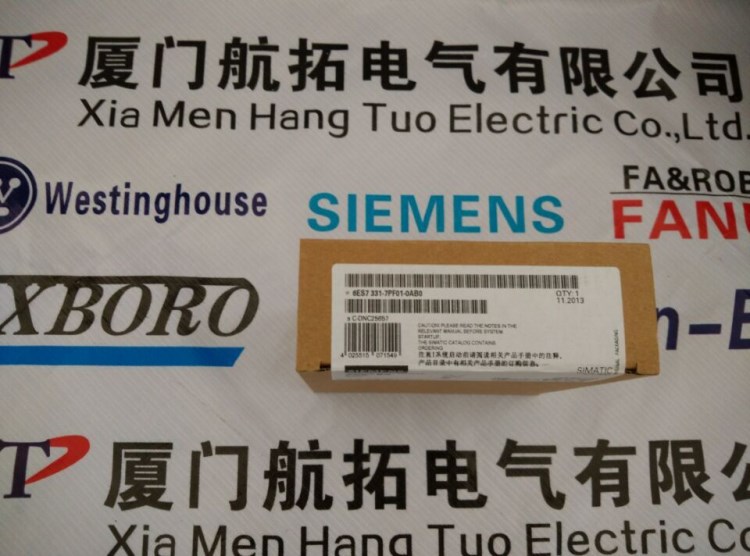 厦门航拓电气有限公司
Xia Men Hang Tuo Electric Co.,Ltd.
Westinghouse
SIEMENS
FA&ROB
FANU
XBORO
6ES7 331-7PF01-0AB0
QTY: 1
11.2013
CAUTION: PLEASE READ THE NOTES IN THE
RELEVANT MANUAL BEFORE SYSTEM
STARTUP.
THE SIMATIC CATALOG CONTAINS
ORDERING
SIMATIC
n-E
厦门航拓电气有限公
Xia Men Hang Tuo Electric Co